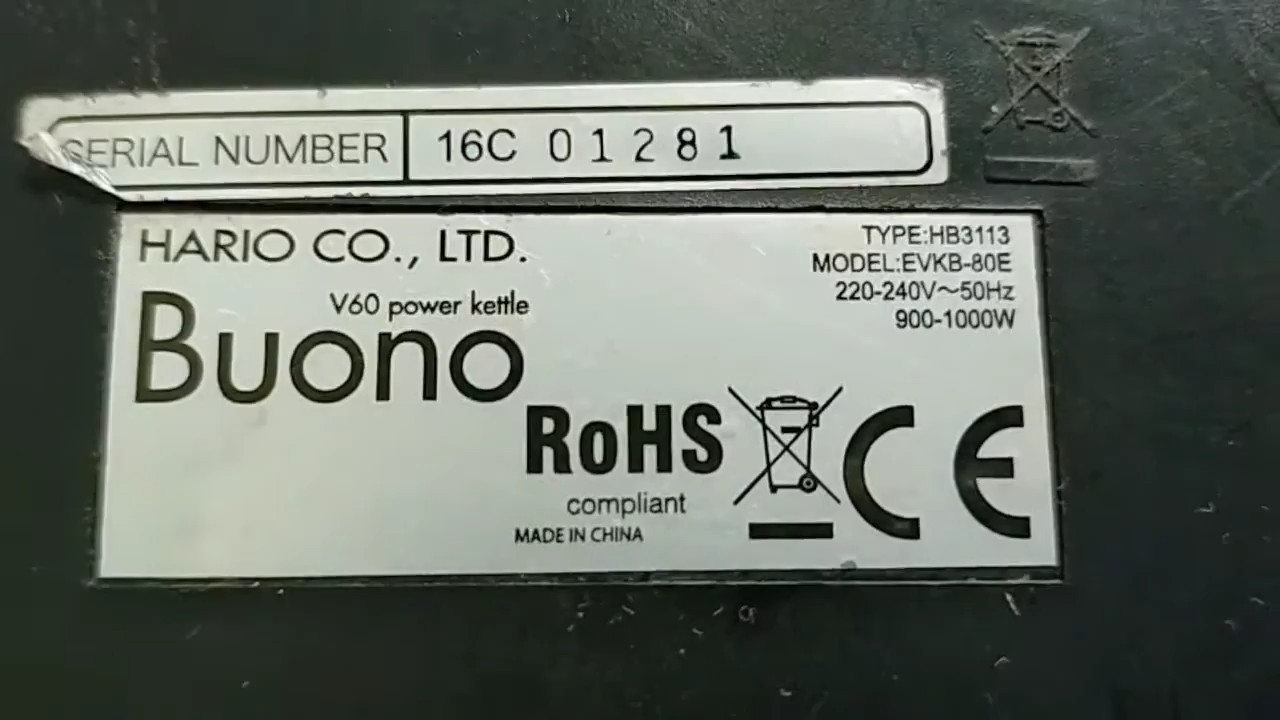 SERIAL NUMBER 16C 01281
HARIO CO., LTD.
V60 power kettle
Buono
TYPE:HB3113
MODEL:EVKB-80E
220-240V～50Hz
900-1000W
RoHS
compliant
MADE IN CHINA
CE